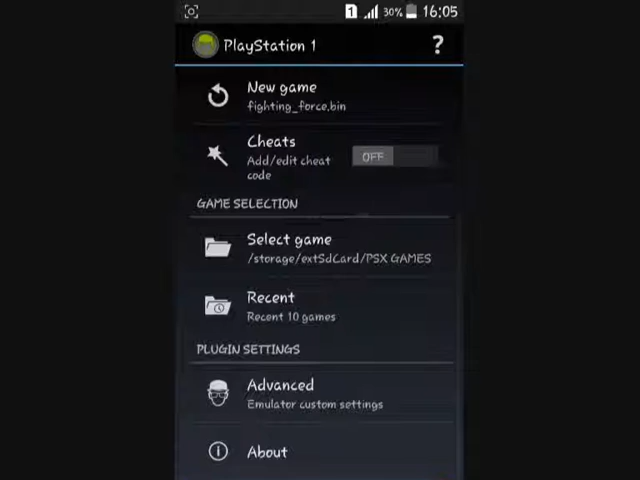 1 30% 16:05
PlayStation 1 ?
New game
fighting_force.bin
Cheats
Add/edit cheat
code
OFF
GAME SELECTION
Select game
/storage/extSdCard/PSX GAMES
Recent
Recent 10 games
PLUGIN SETTINGS
Advanced
Emulator custom settings
About